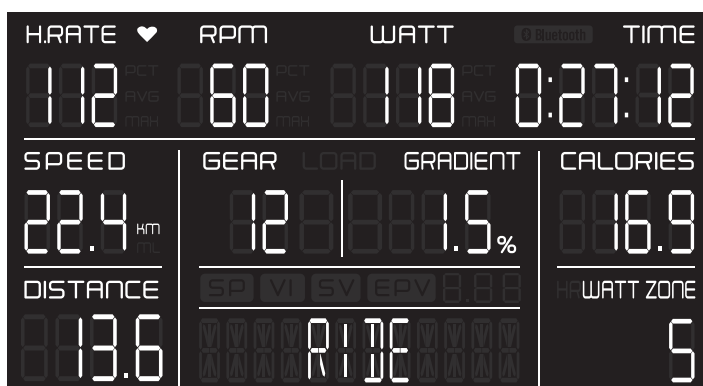 H.RATE RPM WATT Bluetooth TIME
112 PCT AVG MAX 60 PCT AVG MAX 118 PCT AVG MAX 0:27:12
SPEED GEAR LOAD GRADIENT CALORIES
22.4 KM ML 12 1.5% 16.9
DISTANCE SP VI SV EPV HR WATT ZONE
13.6 RIDE 5